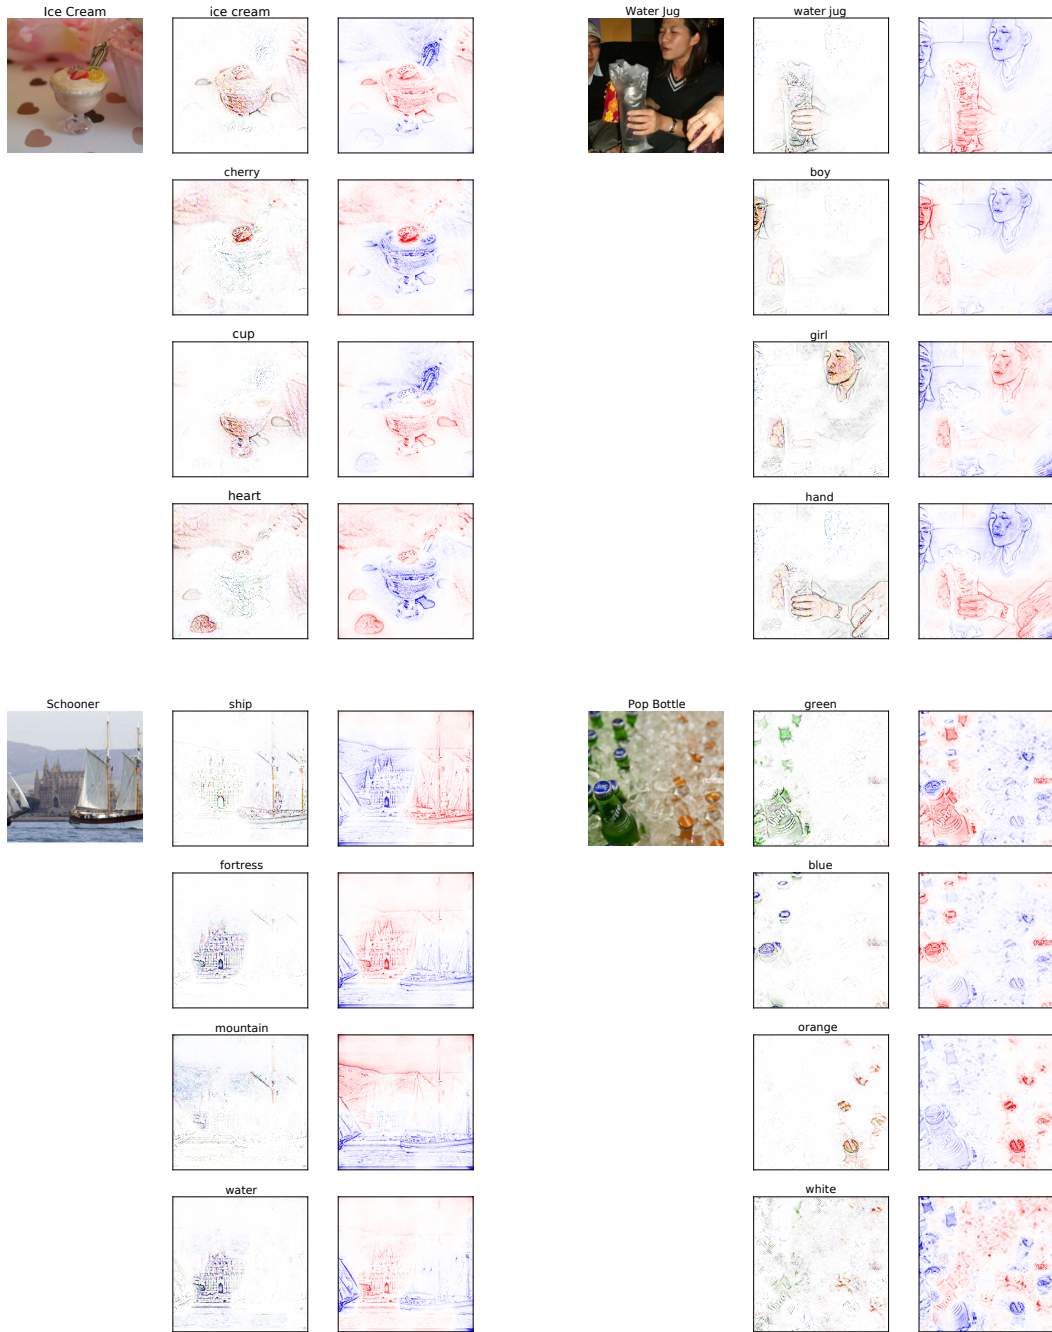 Ice Cream
ice cream
cherry
cup
heart
Water Jug
water jug
boy
girl
hand
Schooner
ship
fortress
mountain
water
Pop Bottle
green
blue
orange
white